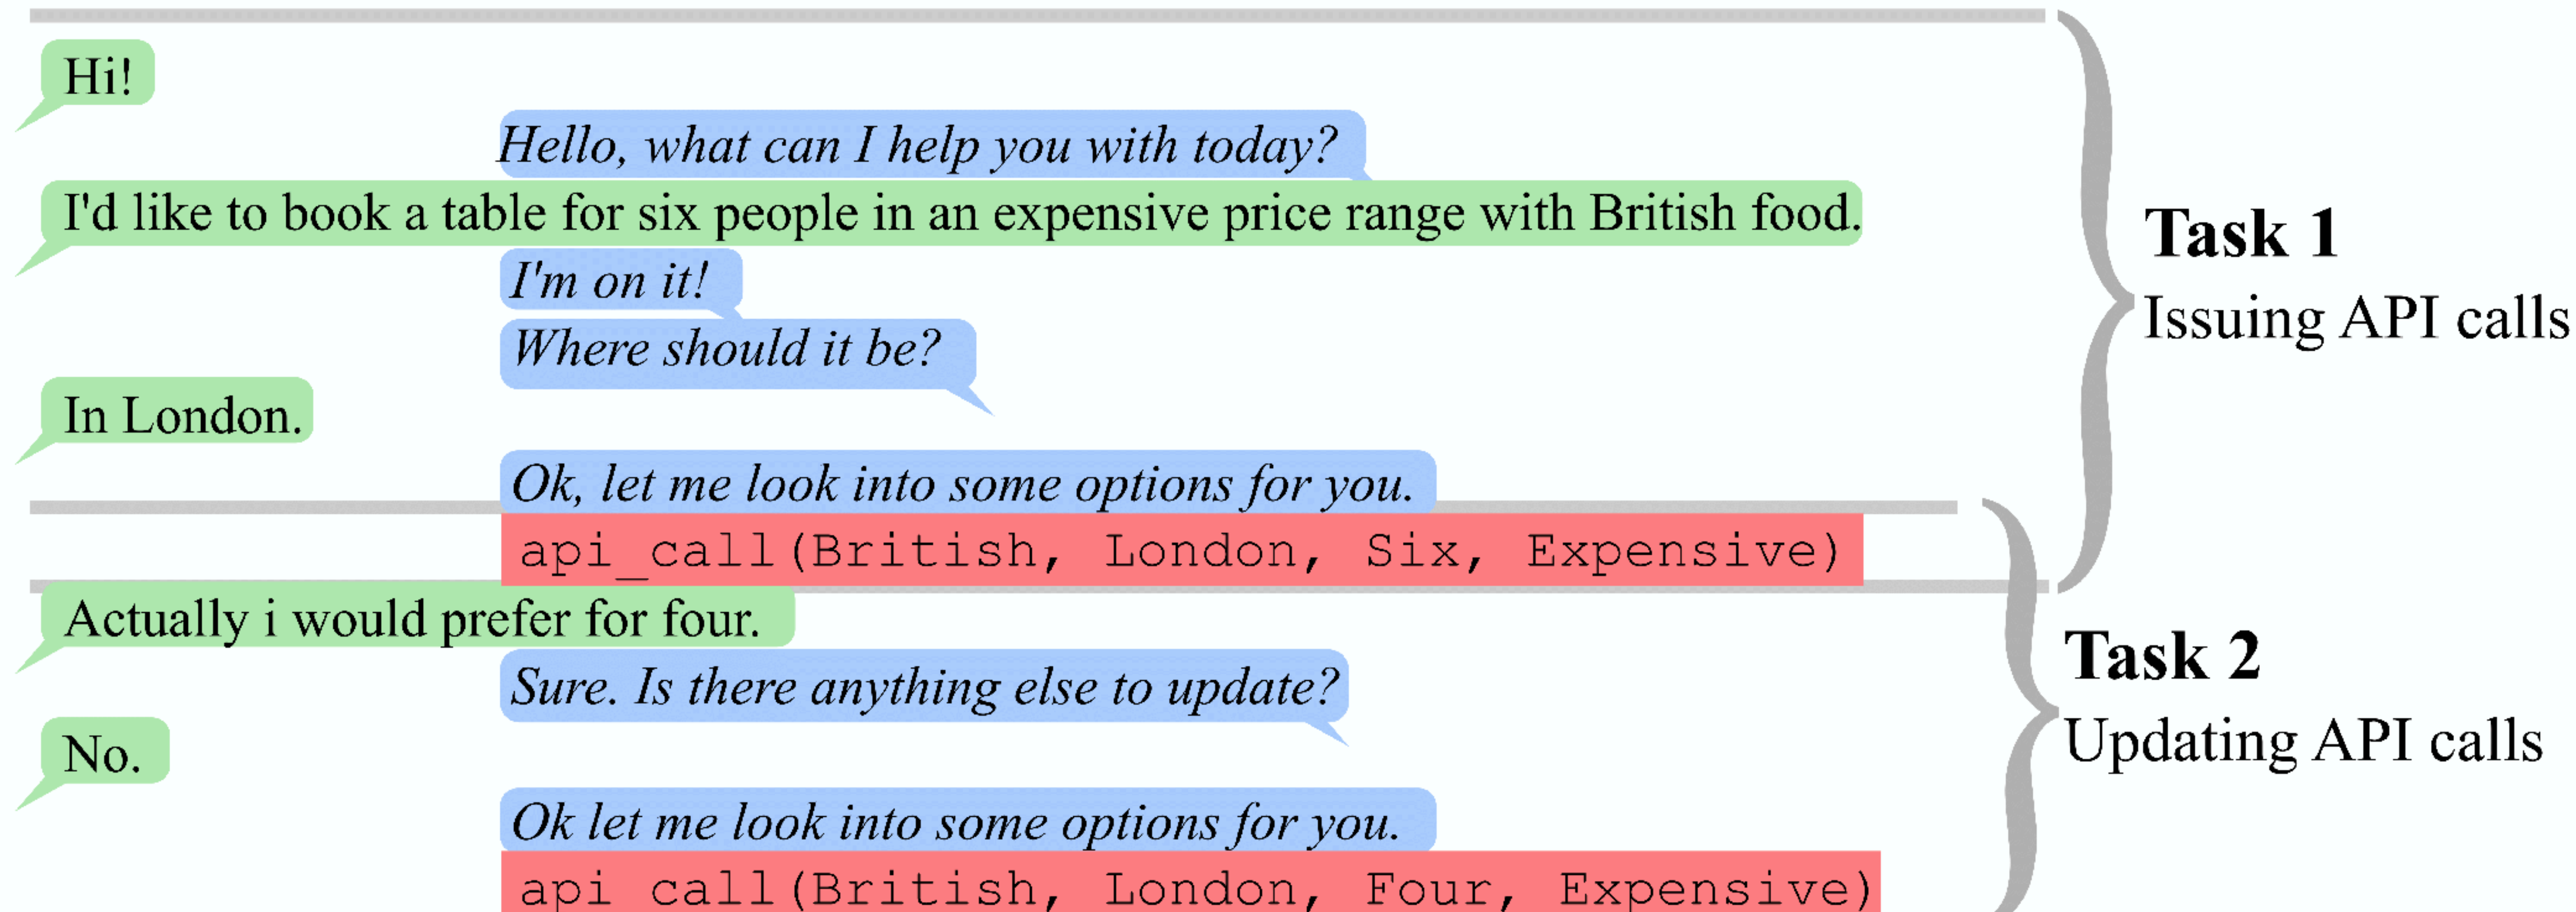 Hi!
Hello, what can I help you with today?
I'd like to book a table for six people in an expensive price range with British food.
I'm on it!
Where should it be?
In London.
Ok, let me look into some options for you.
api_call(British, London, Six, Expensive)
Task 1
Issuing API calls
Actually i would prefer for four.
Sure. Is there anything else to update?
No.
Ok let me look into some options for you.
api call(British, London, Four, Expensive)
Task 2
Updating API calls